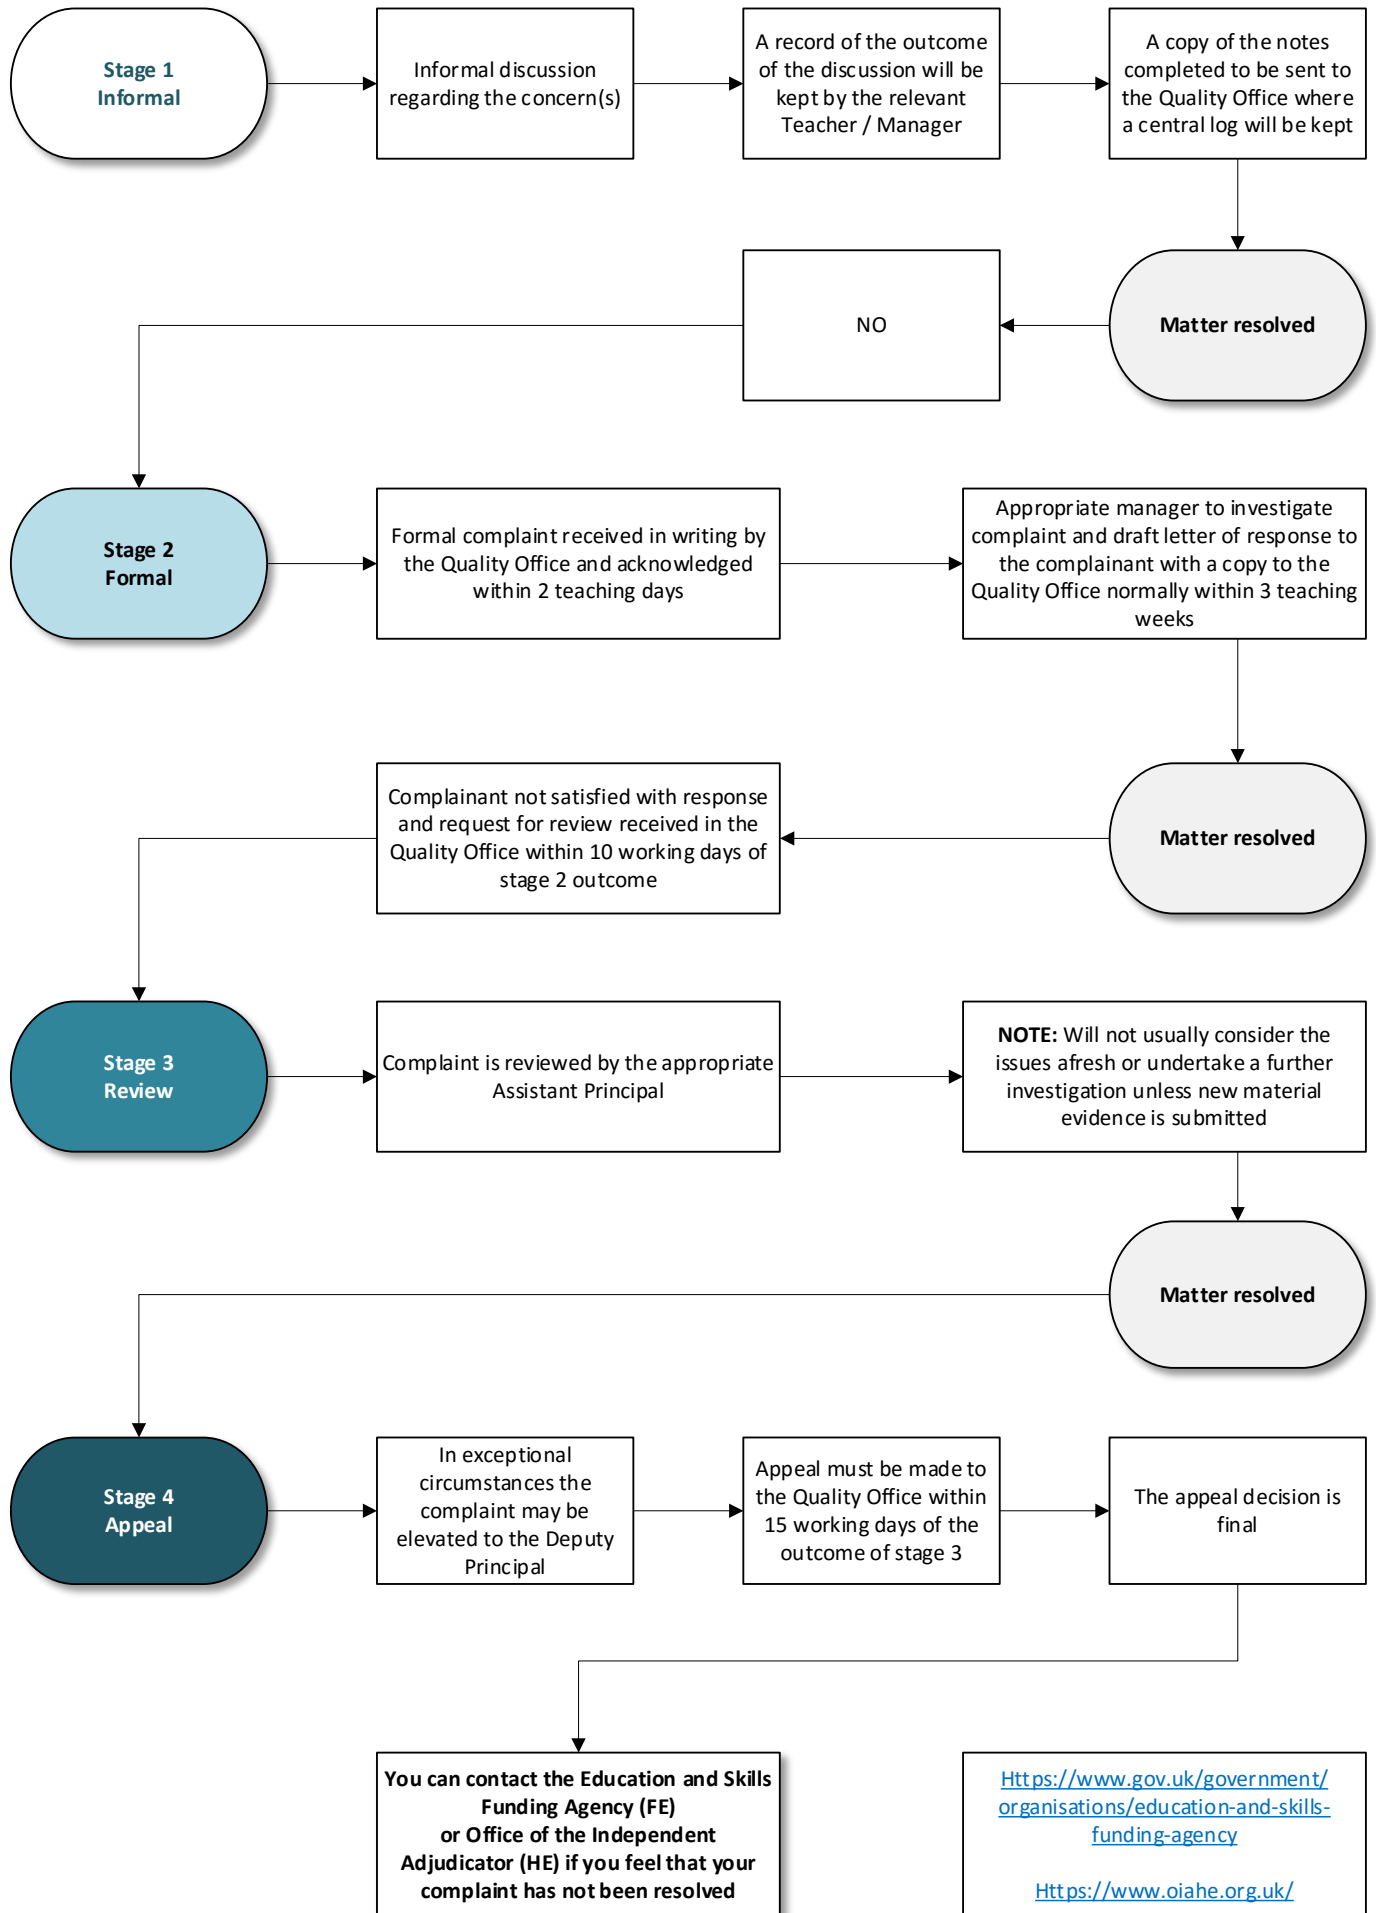 Stage 1
Informal
Informal discussion
regarding the concern(s)
A record of the outcome
of the discussion will be
kept by the relevant
Teacher / Manager
A copy of the notes
completed to be sent to
the Quality Office where
a central log will be kept
Matter resolved
NO
Stage 2
Formal
Formal complaint received in writing by
the Quality Office and acknowledged
within 2 teaching days
Appropriate manager to investigate
complaint and draft letter of response to
the complainant with a copy to the
Quality Office normally within 3 teaching
weeks
Matter resolved
Complainant not satisfied with response
and request for review received in the
Quality Office within 10 working days of
stage 2 outcome
Stage 3
Review
Complaint is reviewed by the appropriate
Assistant Principal
NOTE: Will not usually consider the
issues afresh or undertake a further
investigation unless new material
evidence is submitted
Matter resolved
Stage 4
Appeal
In exceptional
circumstances the
complaint may be
elevated to the Deputy
Principal
Appeal must be made to
the Quality Office within
15 working days of the
outcome of stage 3
The appeal decision is
final
You can contact the Education and Skills
Funding Agency (FE)
or Office of the Independent
Adjudicator (HE) if you feel that your
complaint has not been resolved
Https://www.gov.uk/government/
organisations/education-and-skills-
funding-agency
Https://www.oiahe.org.uk/